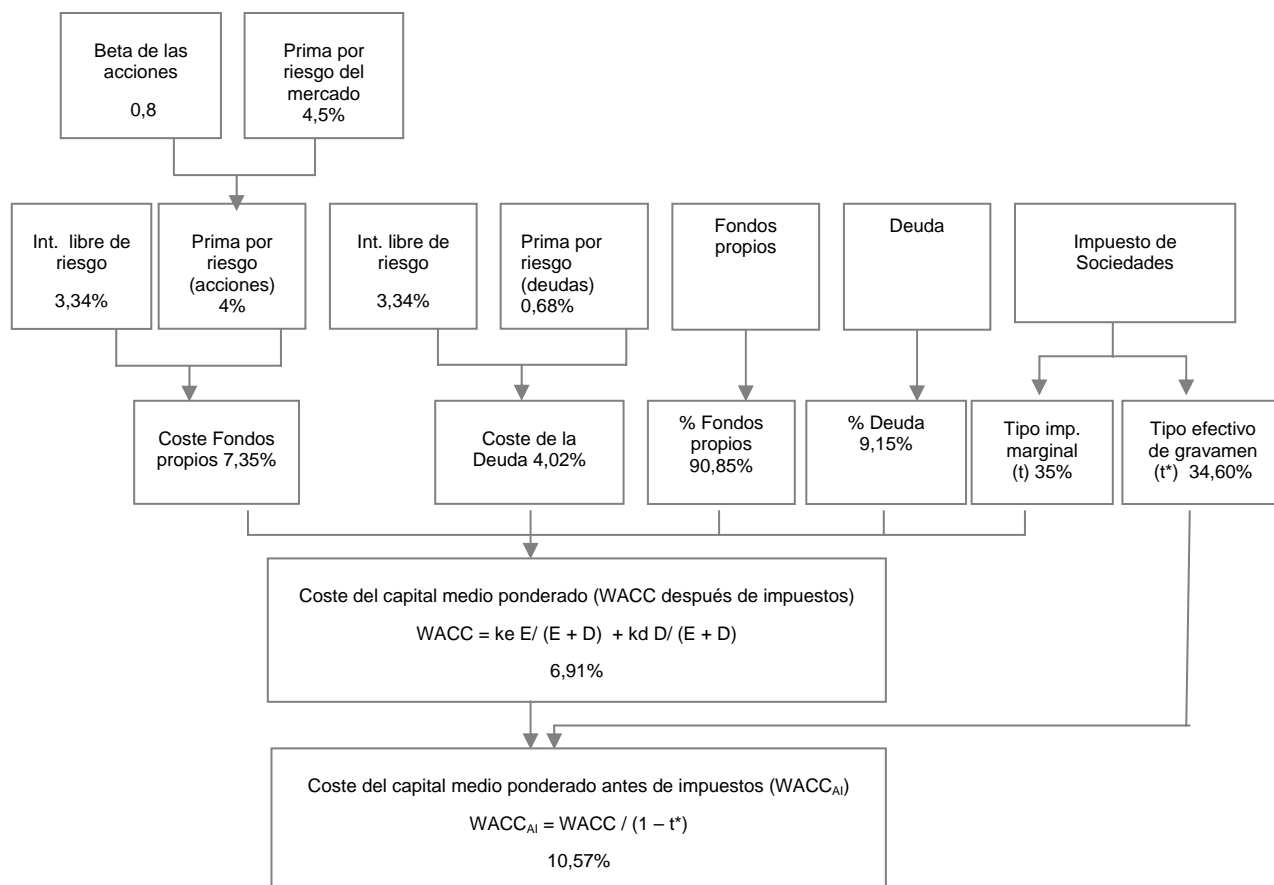 Beta de las
acciones
0,8
Prima por
riesgo del
mercado
4,5%
Int. libre de
riesgo
3,34%
Prima por
riesgo
(acciones)
4%
Int. libre de
riesgo
3,34%
Prima por
riesgo
(deudas)
0,68%
Fondos
propios
Deuda
Impuesto de
Sociedades
Coste Fondos
propios 7,35%
Coste de la
Deuda 4,02%
% Fondos
propios
90,85%
% Deuda
9,15%
Tipo imp.
marginal
(t) 35%
Tipo efectivo
de gravamen
(t*) 34,60%
Coste del capital medio ponderado (WACC después de impuestos)
WACC = ke E/ (E + D) + kd D/ (E + D)
6,91%
Coste del capital medio ponderado antes de impuestos (WACCAI)
WACCAI = WACC / (1 – t*)
10,57%